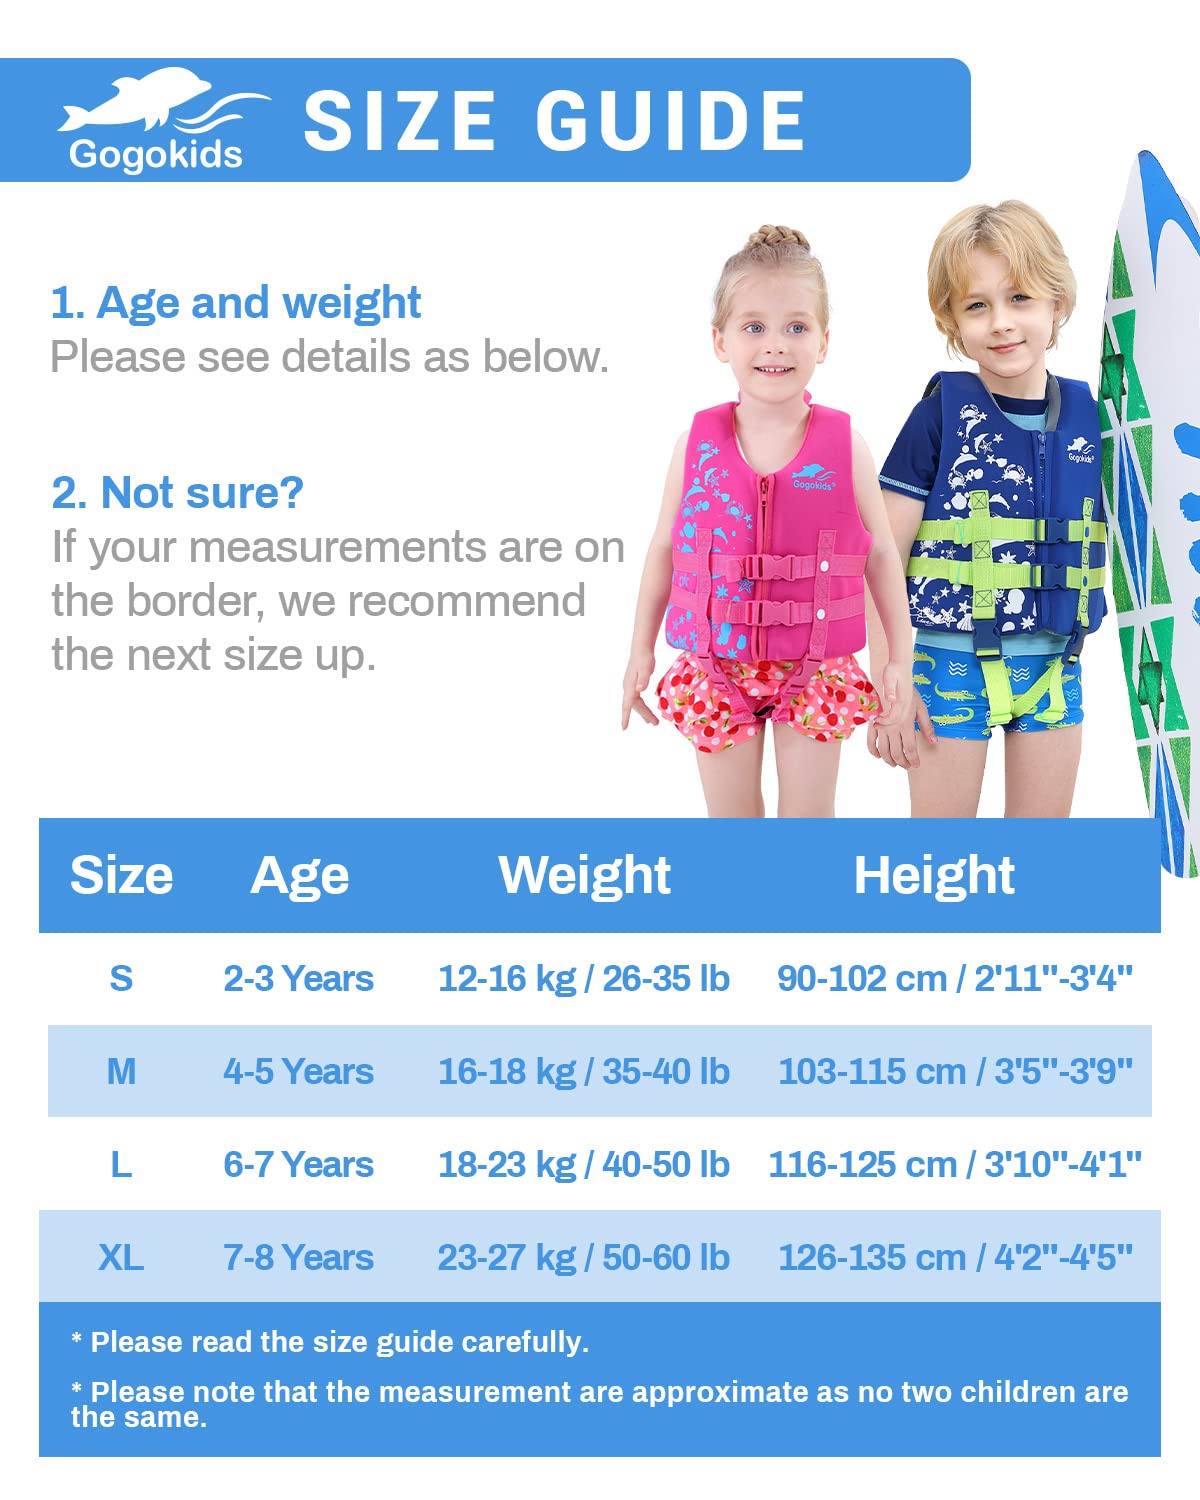 Gogokids
SIZE GUIDE
1. Age and weight
Please see details as below.
2. Not sure?
If your measurements are on
the border, we recommend
the next size up.
Gogokids®
Gogokids®
Size Age Weight Height
S 2-3 Years 12-16 kg / 26-35 lb 90-102 cm / 2'11"-3'4"
M 4-5 Years 16-18 kg / 35-40 lb 103-115 cm / 3'5"-3'9"
L 6-7 Years 18-23 kg / 40-50 lb 116-125 cm / 3'10"-4'1"
XL 7-8 Years 23-27 kg / 50-60 lb 126-135 cm / 4'2"-4'5"
* Please read the size guide carefully.
* Please note that the measurement are approximate as no two children are
the same.